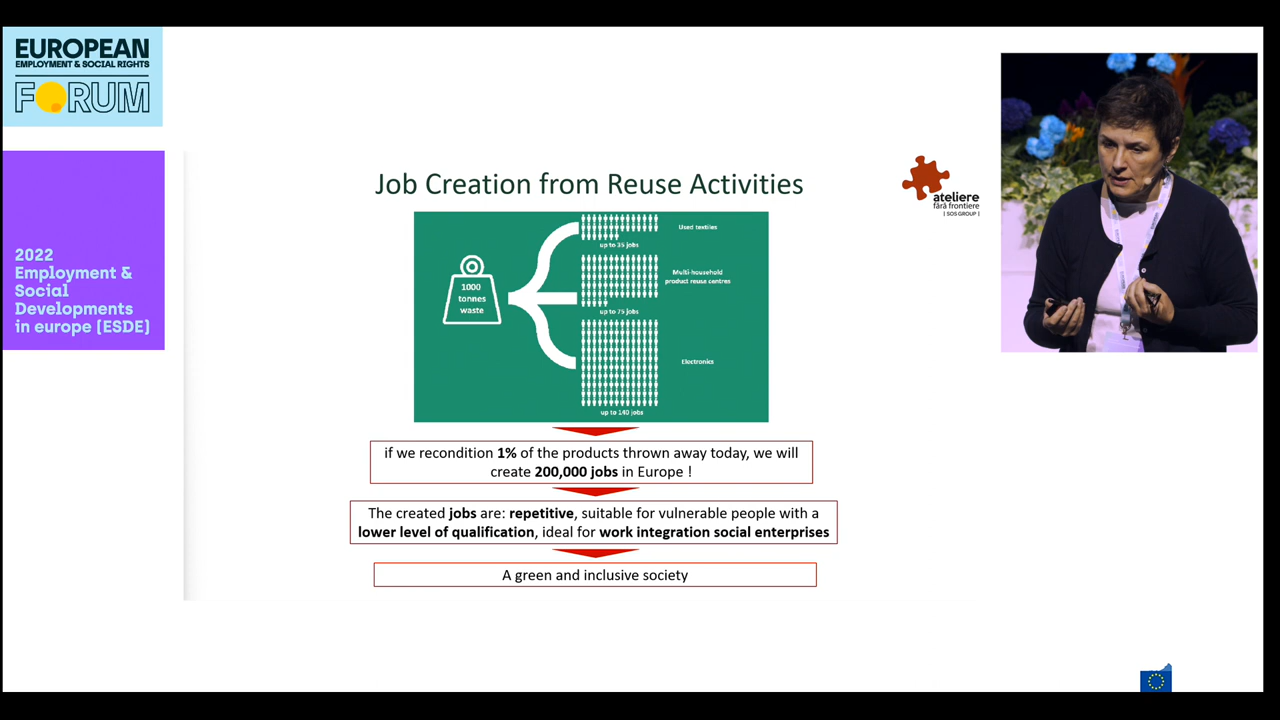 EUROPEAN
EMPLOYMENT & SOCIAL RIGHTS
FORUM
2022
Employment &
Social
Developments
in europe [ESDE]
Job Creation from Reuse Activities
ateliere
fără frontiere
| SOS GROUP |
1000
tonnes
waste
Used textiles
up to 35 jobs
Multi-household
product reuse centres
up to 75 jobs
Electronics
up to 140 jobs
if we recondition 1% of the products thrown away today, we will
create 200,000 jobs in Europe !
The created jobs are: repetitive, suitable for vulnerable people with a
lower level of qualification, ideal for work integration social enterprises
A green and inclusive society